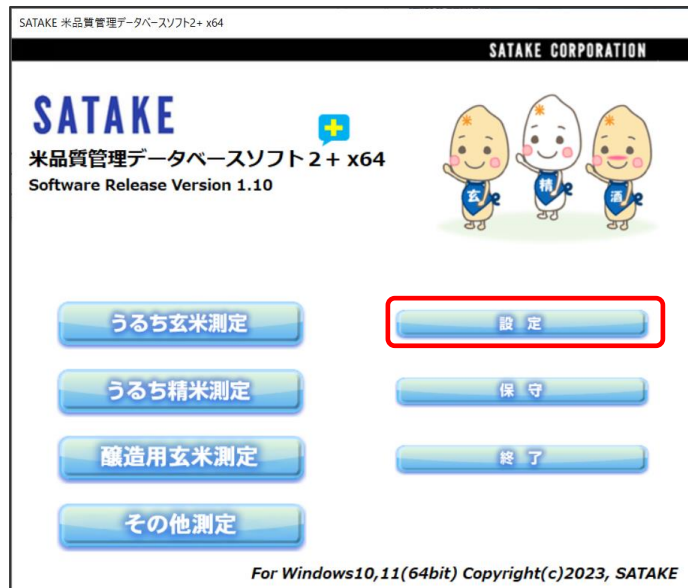 SATAKE 米品質管理データベースソフト2+ x64
SATAKE CORPORATION
SATAKE
米品質管理データベースソフト２+ x64
Software Release Version 1.10
玄
精
酒
うるち玄米測定
設 定
うるち精米測定
保 守
醸造用玄米測定
終 了
その他測定
For Windows10,11(64bit) Copyright(c)2023, SATAKE